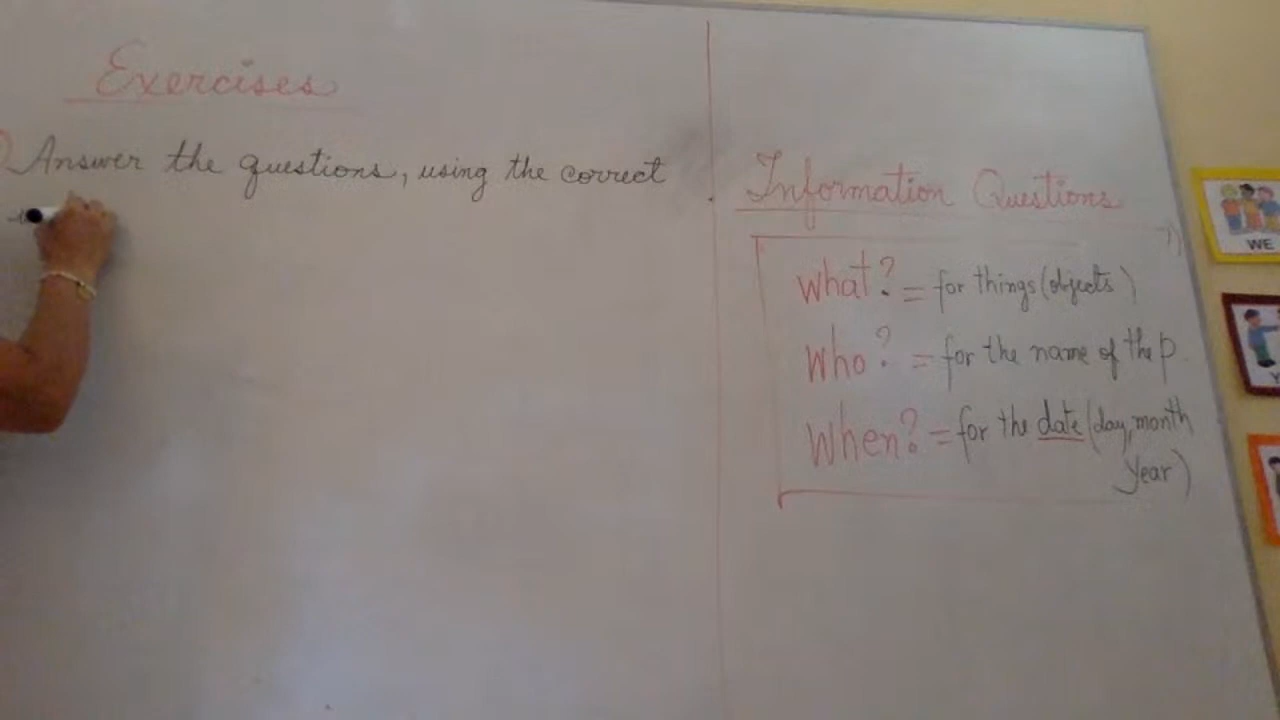 Exercises
Answer the questions, using the correct
Information Questions
What? = for things (objects)
Who? = for the name of the p
When? = for the date (day, month
year)
WE